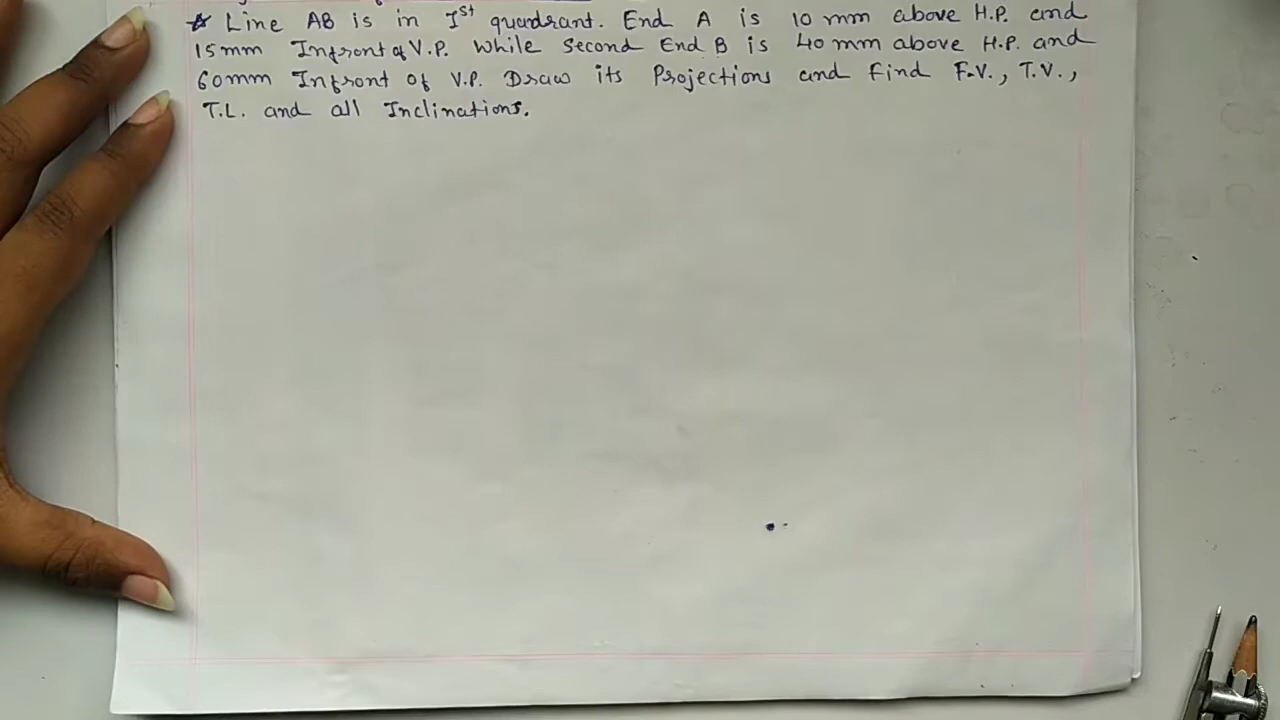 ☆ Line AB is in Ist quadrant. End A is 10 mm above H.P. and
15mm Infront of V.P. While Second End B is 40 mm above H.P. and
60mm Infront of V.P. Draw its Projections and Find F.V., T.V.,
T.L. and all Inclinations.